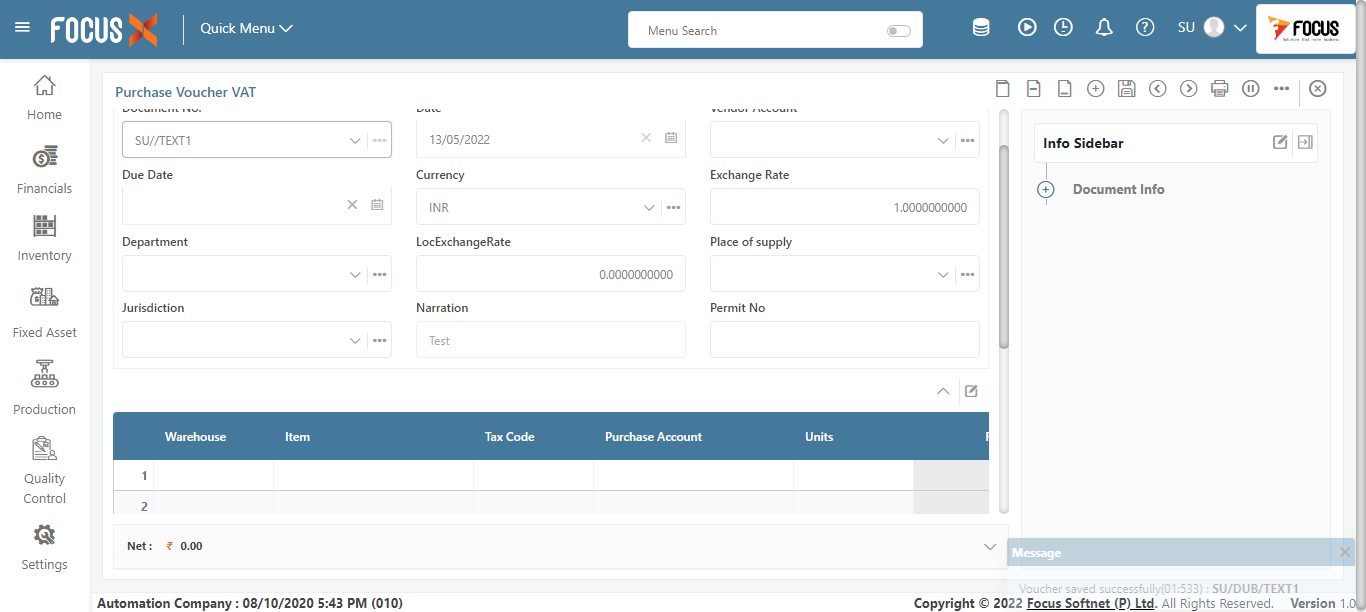 FOCUS X
Quick Menu
Menu Search
SU
FOCUS
Home
Financials
Inventory
Fixed Asset
Production
Quality
Control
Settings
Purchase Voucher VAT
Document No.
Date
Vendor Account
SU//TEXT1
13/05/2022
Due Date
Currency
Exchange Rate
INR
1.0000000000
Department
LocExchangeRate
Place of supply
0.0000000000
Jurisdiction
Narration
Permit No
Test
Warehouse
Item
Tax Code
Purchase Account
Units
1
2
Net : ₹ 0.00
Info Sidebar
Document Info
Message
Voucher saved successfully(01:533) : SU/DUB/TEXT1
Automation Company : 08/10/2020 5:43 PM (010)
Copyright © 2022 Focus Softnet (P) Ltd. All Rights Reserved.
Version 1.0